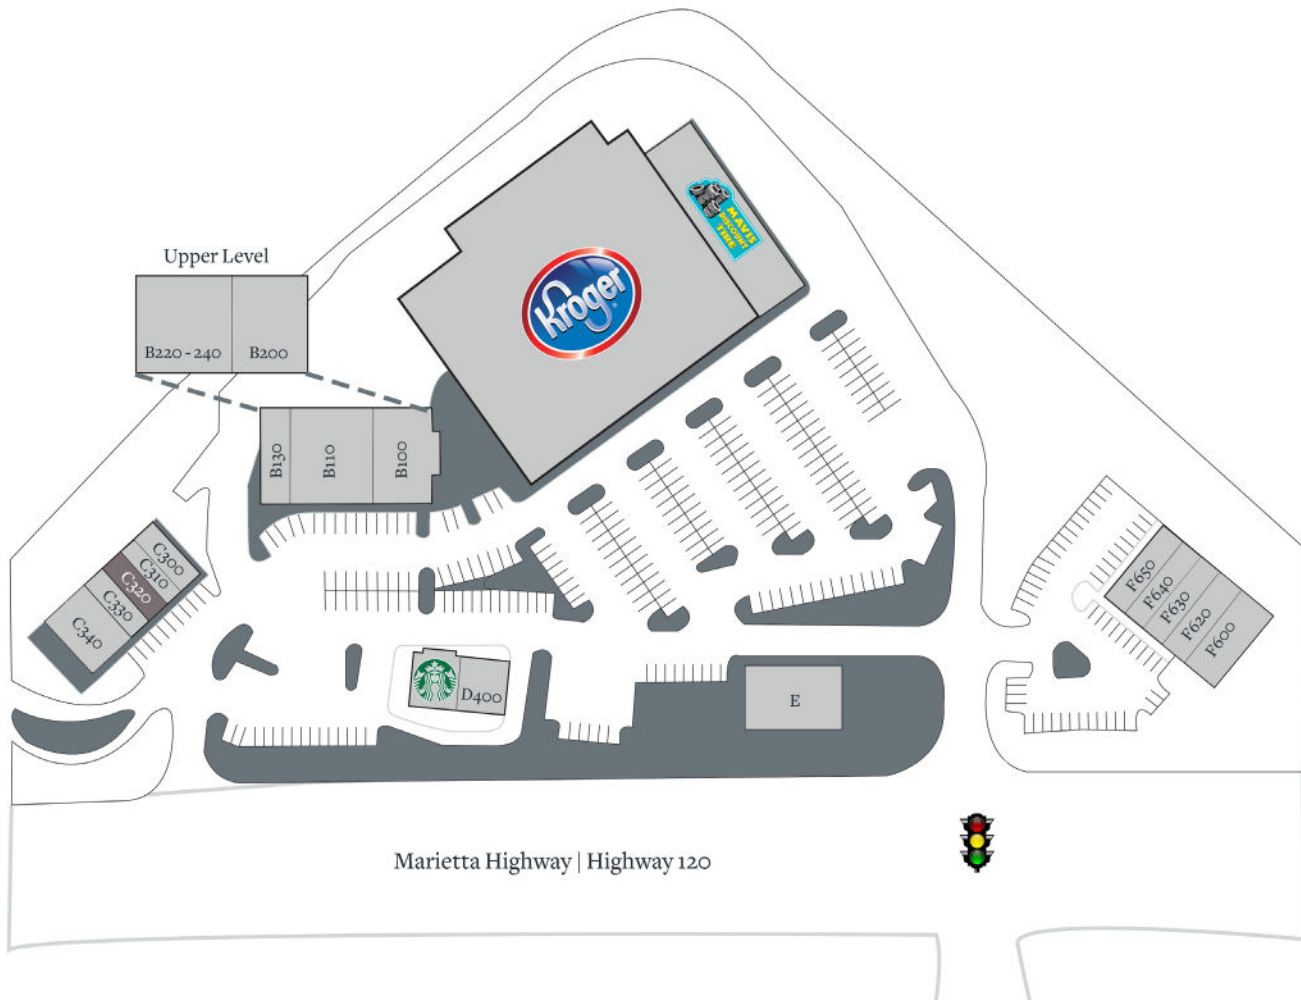 MAVIS
DISCOUNT
TIRE
Kroger
Upper Level
B220 - 240
B200
B130
B110
B100
C300
C310
C320
C330
C340
F650
F640
F630
F620
F600
D400
E
Marietta Highway | Highway 120